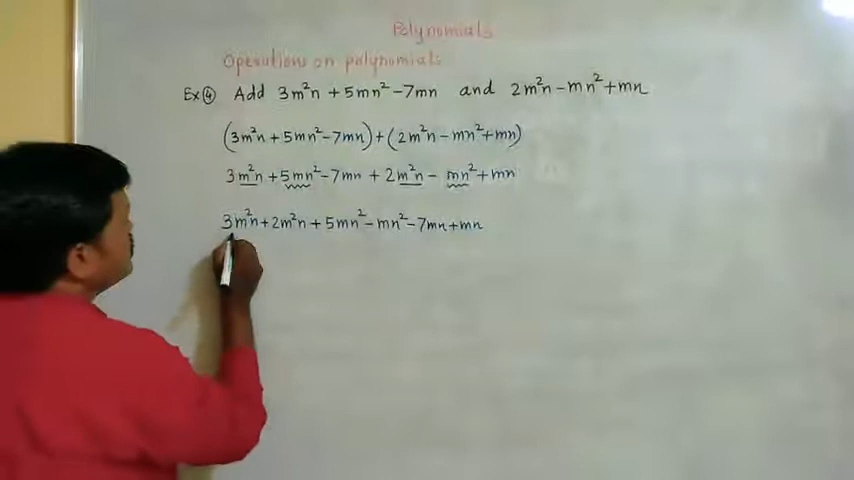 Polynomials
Operations on polynomials
Ex④ Add 3m²n + 5mn² - 7mn and 2m²n - mn² + mn
(3m²n + 5mn² - 7mn) + (2m²n - mn² + mn)
3m²n + 5mn² - 7mn + 2m²n - mn² + mn
3m²n + 2m²n + 5mn² - mn² - 7mn + mn